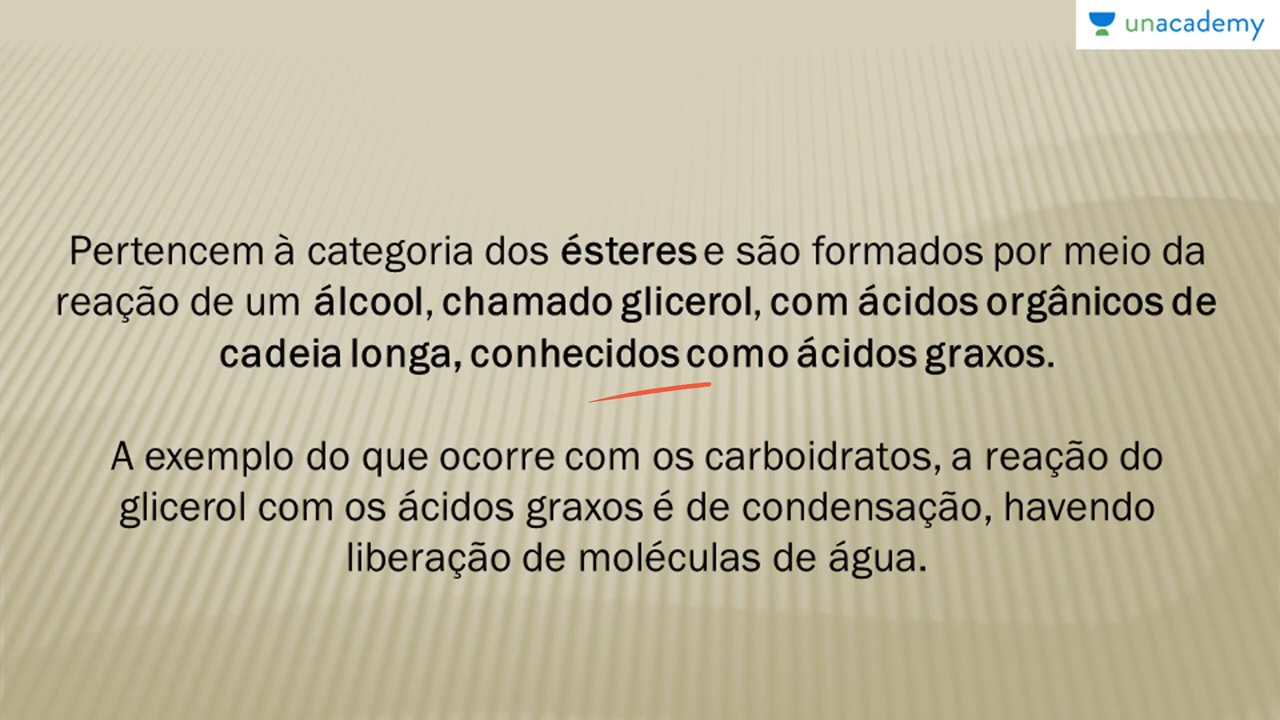 unacademy
Pertencem à categoria dos ésteres e são formados por meio da
reação de um álcool, chamado glicerol, com ácidos orgânicos de
cadeia longa, conhecidos como ácidos graxos.
A exemplo do que ocorre com os carboidratos, a reação do
glicerol com os ácidos graxos é de condensação, havendo
liberação de moléculas de água.